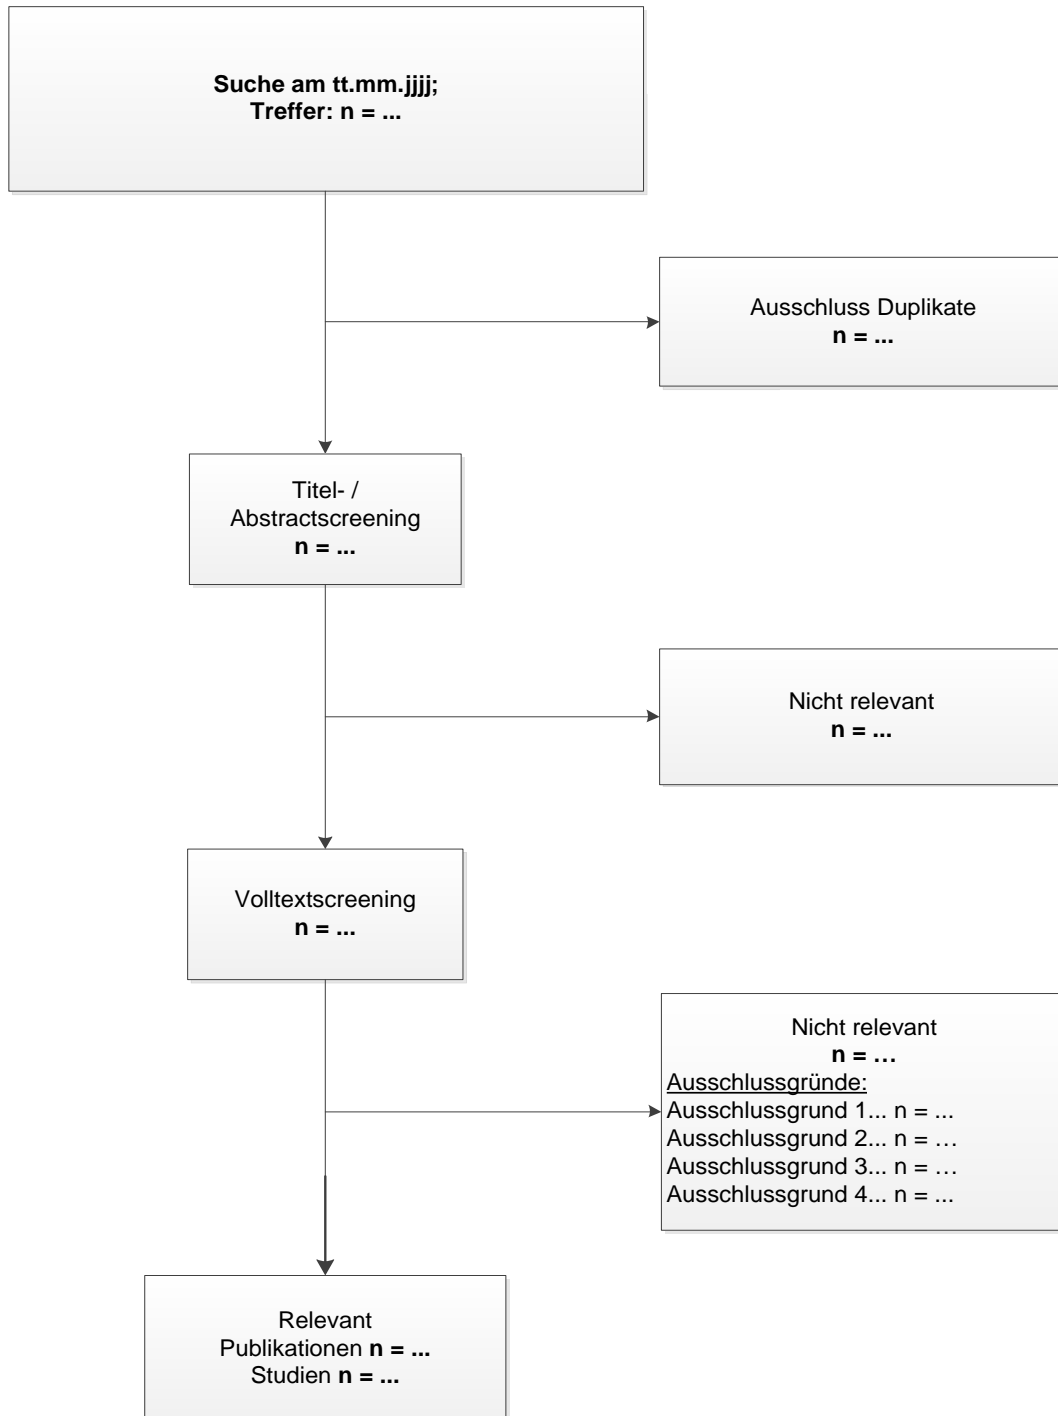 Suche am tt.mm.jjjj;
Treffer: n = ...
Ausschluss Duplikate
n = ...
Titel- /
Abstractscreening
n = ...
Nicht relevant
n = ...
Volltextscreening
n = ...
Nicht relevant
n = …
Ausschlussgründe:
Ausschlussgrund 1... n = ...
Ausschlussgrund 2... n = …
Ausschlussgrund 3... n = …
Ausschlussgrund 4... n = ...
Relevant
Publikationen n = ...
Studien n = ...